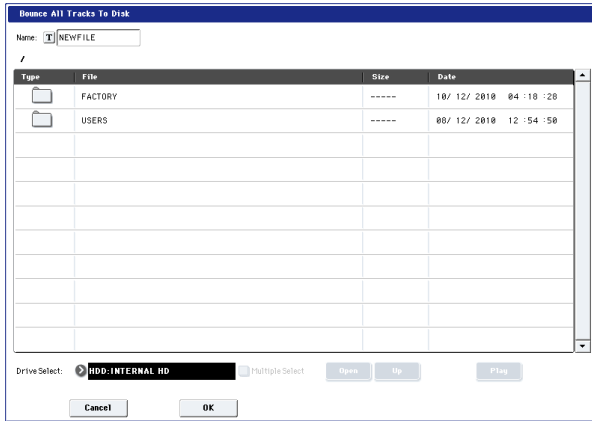 Bounce All Tracks To Disk
Name: T NEWFILE
/
Type File Size Date
FACTORY ----- 10/ 12/ 2010 04 :18 :28
USERS ----- 08/ 12/ 2010 12 :54 :50
Drive Select: HDD:INTERNAL HD Multiple Select Open Up Play
Cancel OK